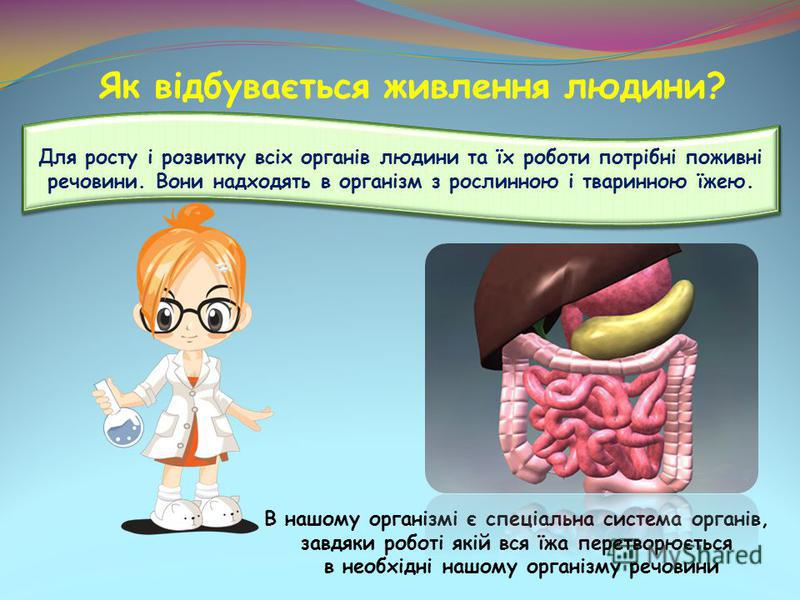 Як відбувається живлення людини?
Для росту і розвитку всіх органів людини та їх роботи потрібні поживні
речовини. Вони надходять в організм з рослинною і тваринною їжею.
В нашому організмі є спеціальна система органів,
завдяки роботі якій вся їжа перетворюється
в необхідні нашому організму речовини
MyShared